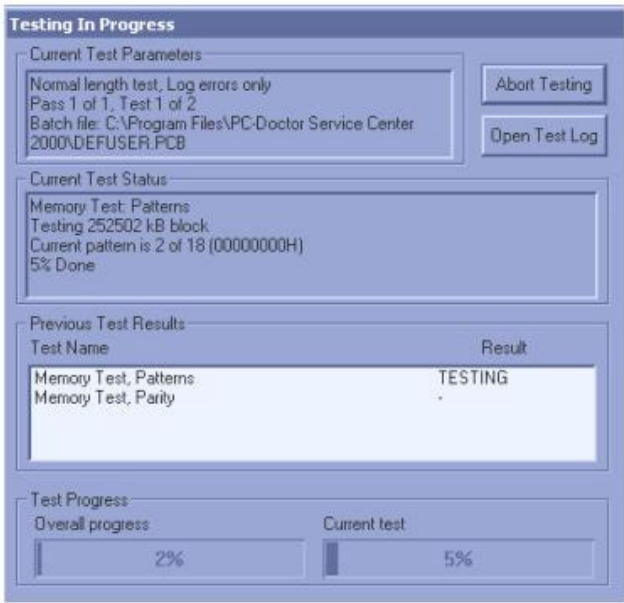 Testing In Progress
Current Test Parameters
Normal length test, Log errors only
Pass 1 of 1, Test 1 of 2
Batch file: C:\Program Files\PC-Doctor Service Center
2000\DEFUSER.PCB
Abort Testing
Open Test Log
Current Test Status
Memory Test: Patterns
Testing 252502 kB block
Current pattern is 2 of 18 (00000000H)
5% Done
Previous Test Results
Test Name Result
Memory Test, Patterns TESTING
Memory Test, Parity -
Test Progress
Overall progress Current test
2% 5%